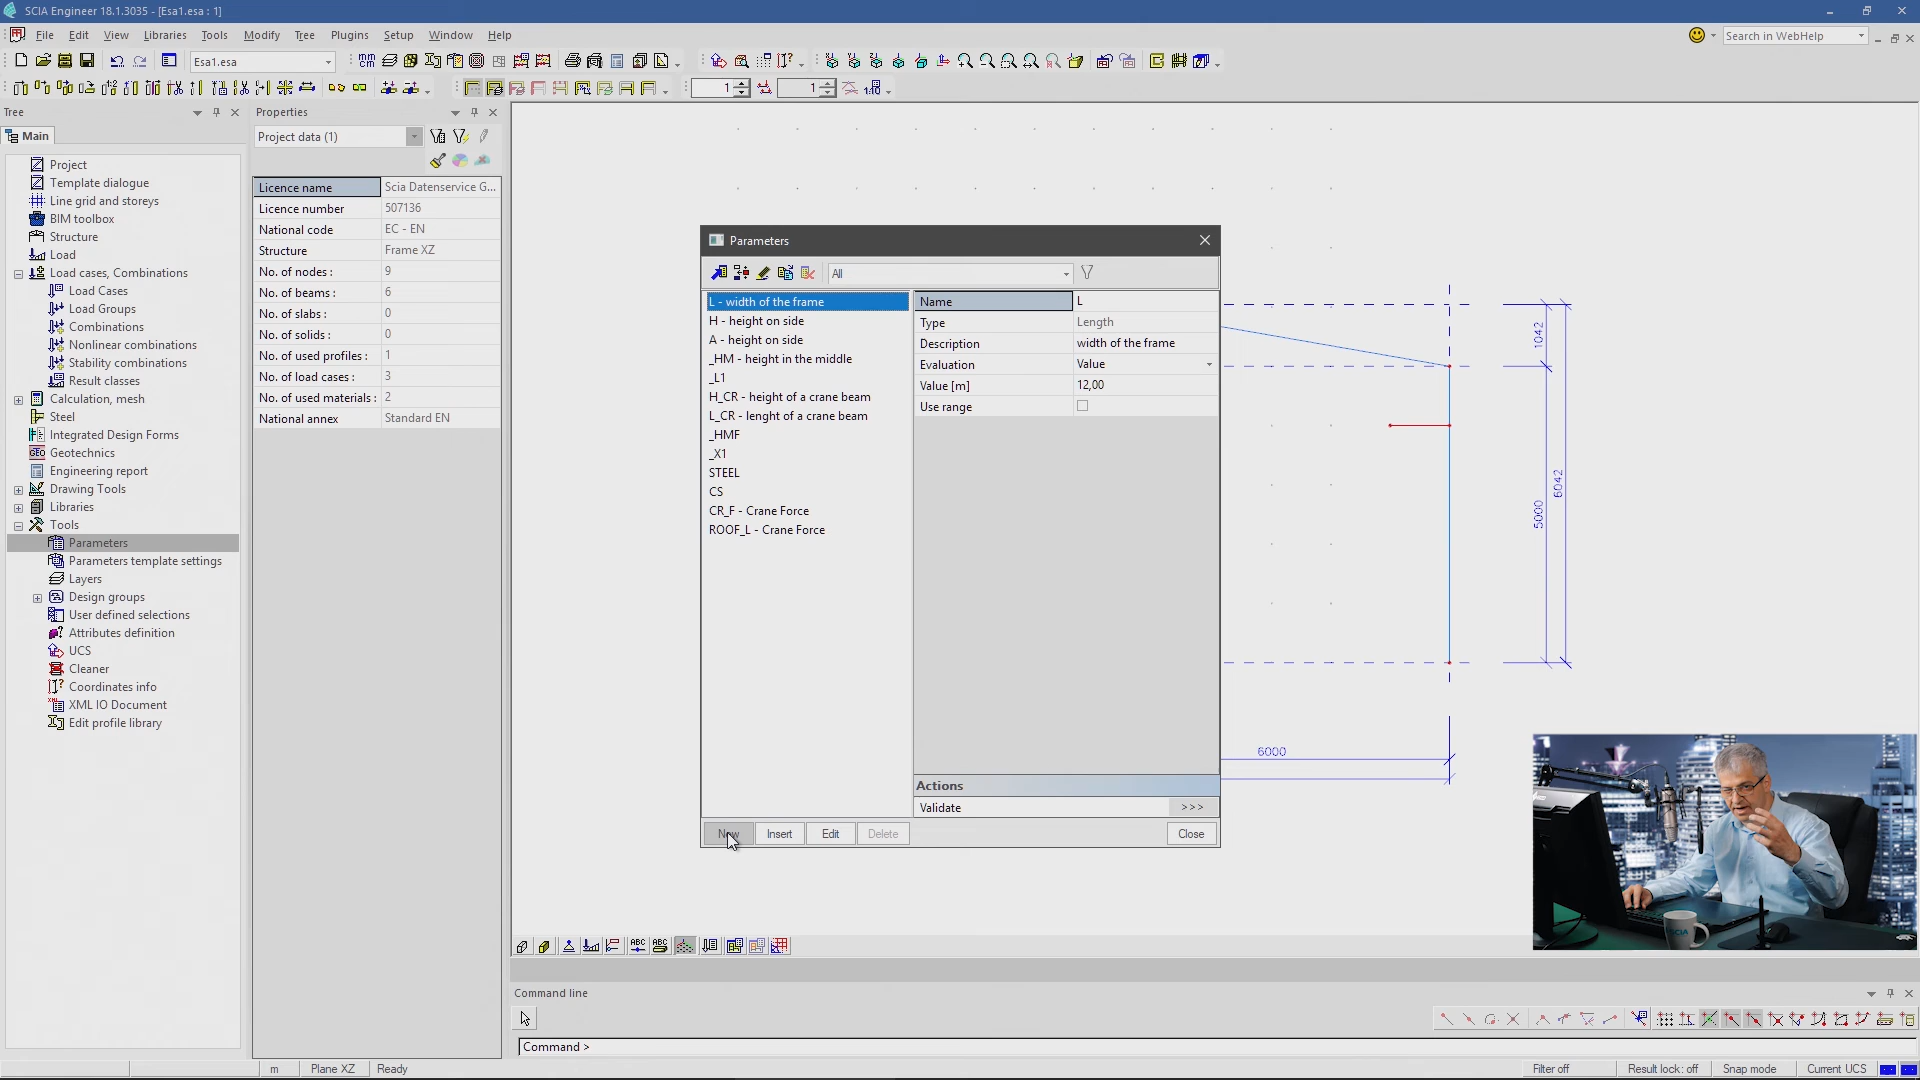 SCIA Engineer 18.1.3035 - [Esa1.esa : 1]
File Edit View Libraries Tools Modify Tree Plugins Setup Window Help
Search in WebHelp
Esa1.esa
1 1
Tree
Main
Project
Template dialogue
Line grid and storeys
BIM toolbox
Structure
Load
Load cases, Combinations
Load Cases
Load Groups
Combinations
Nonlinear combinations
Stability combinations
Result classes
Calculation, mesh
Steel
Integrated Design Forms
GEO Geotechnics
Engineering report
Drawing Tools
Libraries
Tools
Parameters
Parameters template settings
Layers
Design groups
User defined selections
Attributes definition
UCS
Cleaner
Coordinates info
XML IO Document
Edit profile library
Properties
Project data (1)
Licence name Scia Datenservice G...
Licence number 507136
National code EC - EN
Structure Frame XZ
No. of nodes : 9
No. of beams : 6
No. of slabs : 0
No. of solids : 0
No. of used profiles : 1
No. of load cases : 3
No. of used materials : 2
National annex Standard EN
Parameters
All
L - width of the frame
H - height on side
A - height on side
_HM - height in the middle
_L1
H_CR - height of a crane beam
L_CR - lenght of a crane beam
_HMF
_X1
STEEL
CS
CR_F - Crane Force
ROOF_L - Crane Force
Name L
Type Length
Description width of the frame
Evaluation Value
Value [m] 12,00
Use range
Actions
Validate >>>
New Insert Edit Delete Close
1042
5000
6042
6000
SCIA
Command line
Command >
m Plane XZ Ready Filter off Result lock: off Snap mode Current UCS